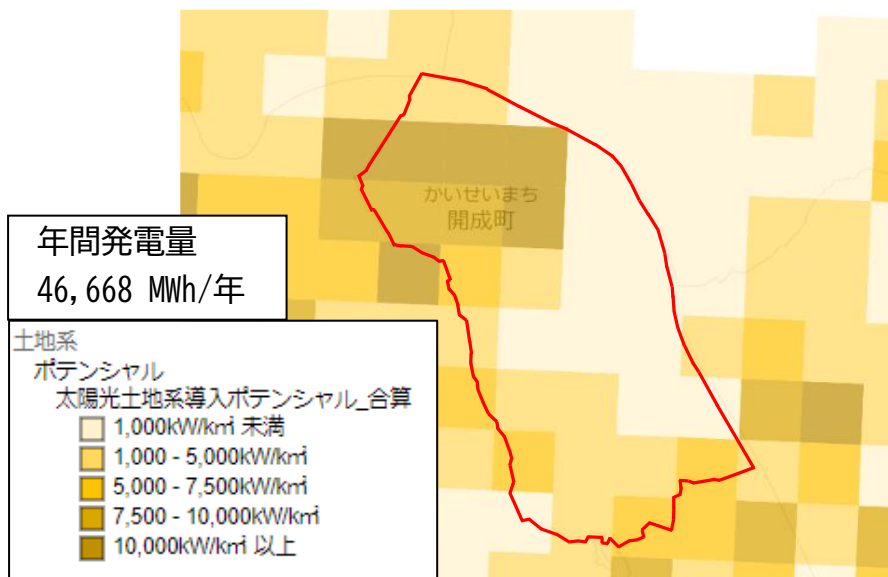 かいせいまち
開成町
年間発電量
46,668 MWh/年
土地系
ポテンシャル
太陽光土地系導入ポテンシャル_合算
1,000kW/k㎡ 未満
1,000 - 5,000kW/k㎡
5,000 - 7,500kW/k㎡
7,500 - 10,000kW/k㎡
10,000kW/k㎡ 以上